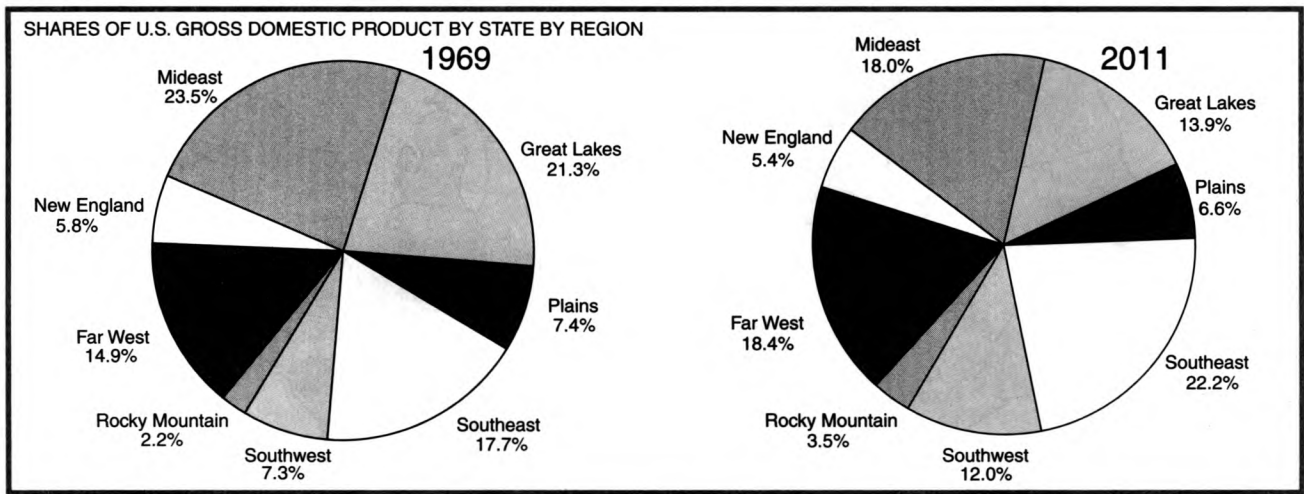 SHARES OF U.S. GROSS DOMESTIC PRODUCT BY STATE BY REGION
1969
Mideast
23.5%
Great Lakes
21.3%
New England
5.8%
Plains
7.4%
Far West
14.9%
Rocky Mountain
2.2%
Southwest
7.3%
Southeast
17.7%
2011
Mideast
18.0%
Great Lakes
13.9%
New England
5.4%
Plains
6.6%
Far West
18.4%
Southeast
22.2%
Rocky Mountain
3.5%
Southwest
12.0%